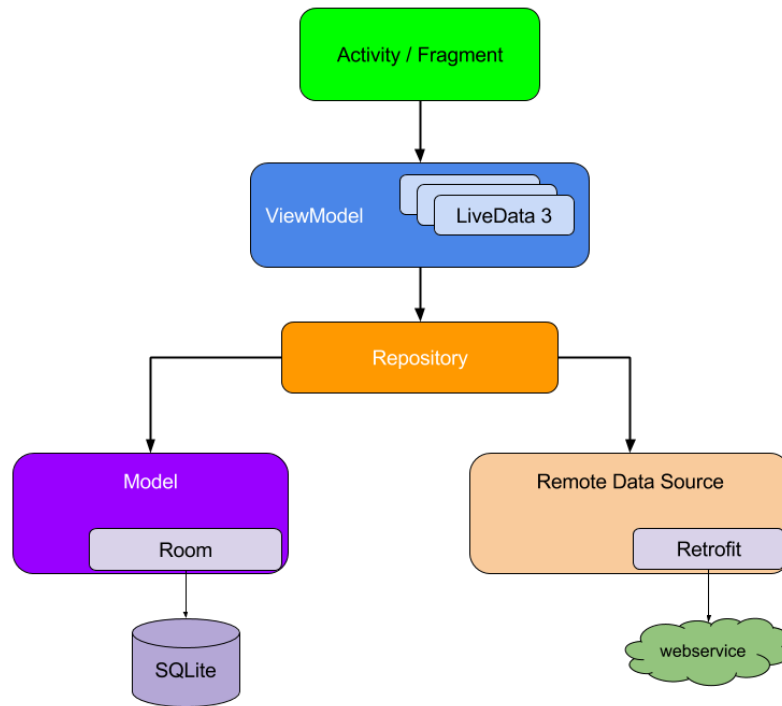 Activity / Fragment
ViewModel
LiveData 3
Repository
Model
Remote Data Source
Room
Retrofit
SQLite
webservice